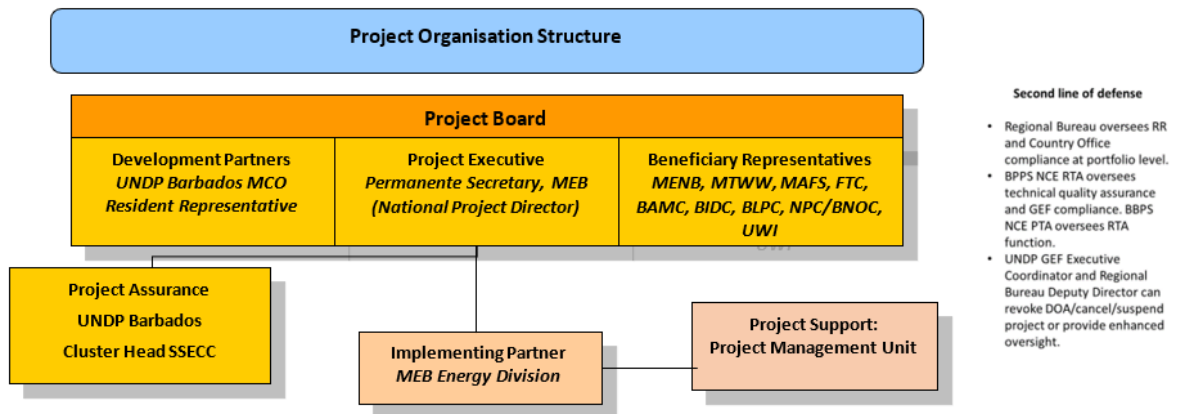 Project Organisation Structure
Project Board
Development Partners
UNDP Barbados MCO
Resident Representative
Project Executive
Permanente Secretary, MEB
(National Project Director)
Beneficiary Representatives
MENB, MTWW, MAFS, FTC,
BAMC, BIDC, BLPC, NPC/BNOC,
UWI
UWI
Project Assurance
UNDP Barbados
Cluster Head SSECC
Implementing Partner
MEB Energy Division
Project Support:
Project Management Unit
Second line of defense
• Regional Bureau oversees RR
and Country Office
compliance at portfolio level.
• BPPS NCE RTA oversees
technical quality assurance
and GEF compliance. BBPS
NCE PTA oversees RTA
function.
• UNDP GEF Executive
Coordinator and Regional
Bureau Deputy Director can
revoke DOA/cancel/suspend
project or provide enhanced
oversight.